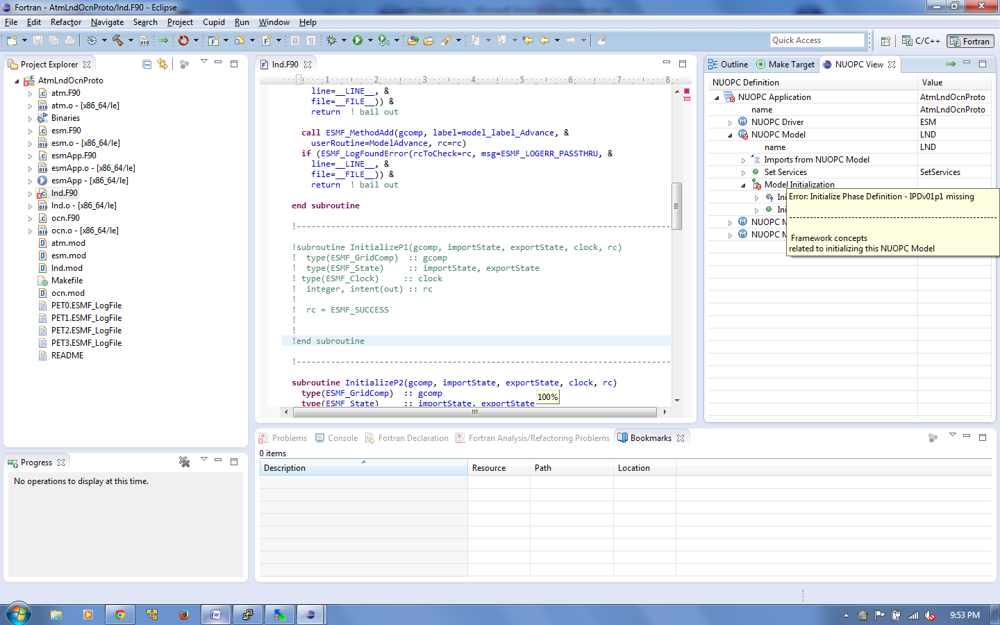 Fortran - AtmLndOcnProto/lnd.F90 - Eclipse
File Edit Refactor Navigate Search Project Cupid Run Window Help
Quick Access
C/C++
Fortran
Project Explorer
AtmLndOcnProto
atm.F90
atm.o - [x86_64/le]
Binaries
esm.F90
esm.o - [x86_64/le]
esmApp.F90
esmApp.o - [x86_64/le]
esmApp - [x86_64/le]
lnd.F90
lnd.o - [x86_64/le]
ocn.F90
ocn.o - [x86_64/le]
atm.mod
esm.mod
lnd.mod
Makefile
ocn.mod
PET0.ESMF_LogFile
PET1.ESMF_LogFile
PET2.ESMF_LogFile
PET3.ESMF_LogFile
README
Progress
No operations to display at this time.
lnd.F90
1 2 3 4 5 6 7 8
line=__LINE__, &
file=__FILE__)) &
return  ! bail out
call ESMF_MethodAdd(gcomp, label=model_label_Advance, &
userRoutine=ModelAdvance, rc=rc)
if (ESMF_LogFoundError(rcToCheck=rc, msg=ESMF_LOGERR_PASSTHRU, &
line=__LINE__, &
file=__FILE__)) &
return  ! bail out
end subroutine
!-----------------------------------------------------------------------------
!subroutine InitializeP1(gcomp, importState, exportState, clock, rc)
!  type(ESMF_GridComp)  :: gcomp
!  type(ESMF_State)     :: importState, exportState
! type(ESMF_Clock)     :: clock
!  integer, intent(out) :: rc
!
!  rc = ESMF_SUCCESS
!
!
!end subroutine
!-----------------------------------------------------------------------------
subroutine InitializeP2(gcomp, importState, exportState, clock, rc)
type(ESMF_GridComp)  :: gcomp
type(ESMF_State)     :: importState, exportState
100%
Outline
Make Target
NUOPC View
NUOPC Definition Value
NUOPC Application AtmLndOcnProto
name AtmLndOcnProto
NUOPC Driver ESM
NUOPC Model LND
name LND
Imports from NUOPC Model
Set Services SetServices
Model Initialization
Ini
Ini
NUOPC M
NUOPC M
Error: Initialize Phase Definition - IPDv01p1 missing
Framework concepts
related to initializing this NUOPC Model
Problems
Console
Fortran Declaration
Fortran Analysis/Refactoring Problems
Bookmarks
0 items
Description Resource Path Location
9:53 PM